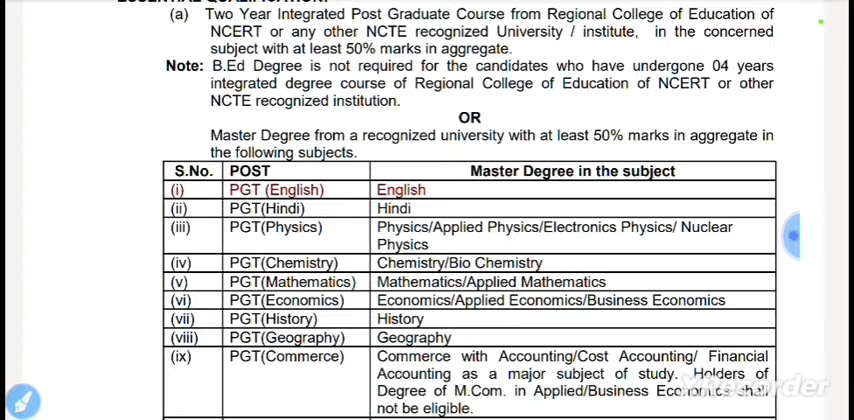 (a) Two Year Integrated Post Graduate Course from Regional College of Education of
NCERT or any other NCTE recognized University / institute, in the concerned
subject with at least 50% marks in aggregate.
Note: B.Ed Degree is not required for the candidates who have undergone 04 years
integrated degree course of Regional College of Education of NCERT or other
NCTE recognized institution.
OR
Master Degree from a recognized university with at least 50% marks in aggregate in
the following subjects.
S.No. POST Master Degree in the subject
(i) PGT (English) English
(ii) PGT(Hindi) Hindi
(iii) PGT(Physics) Physics/Applied Physics/Electronics Physics/ Nuclear
Physics
(iv) PGT(Chemistry) Chemistry/Bio Chemistry
(v) PGT(Mathematics) Mathematics/Applied Mathematics
(vi) PGT(Economics) Economics/Applied Economics/Business Economics
(vii) PGT(History) History
(viii) PGT(Geography) Geography
(ix) PGT(Commerce) Commerce with Accounting/Cost Accounting/ Financial
Accounting as a major subject of study. Holders of
Degree of M.Com. in Applied/Business Economics shall
not be eligible.
XRecorder